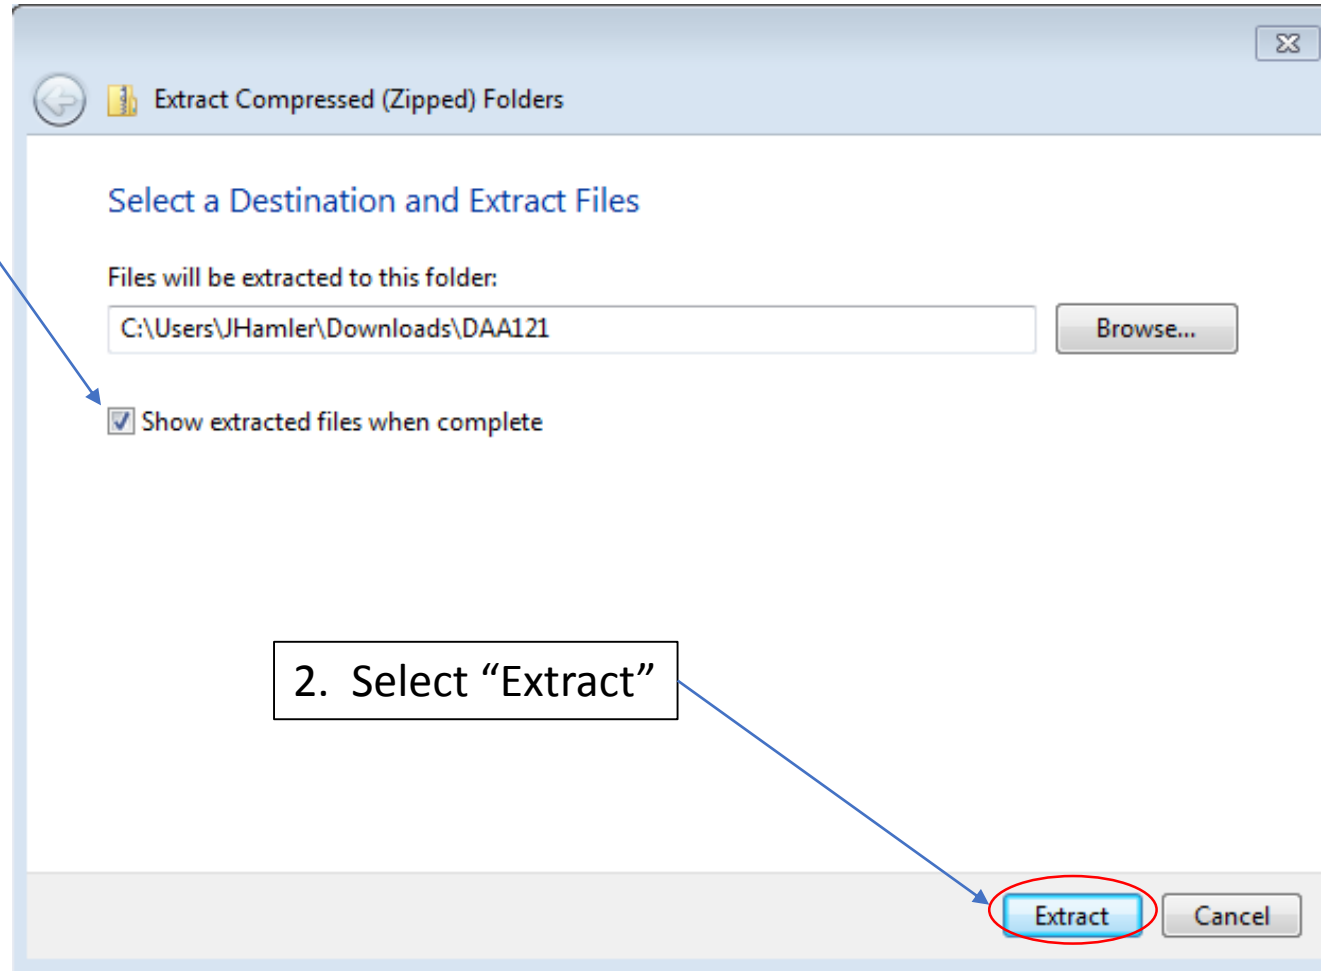 Extract Compressed (Zipped) Folders
Select a Destination and Extract Files
Files will be extracted to this folder:
C:\Users\JHamler\Downloads\DAA121
Browse...
Show extracted files when complete
2. Select “Extract”
Extract
Cancel